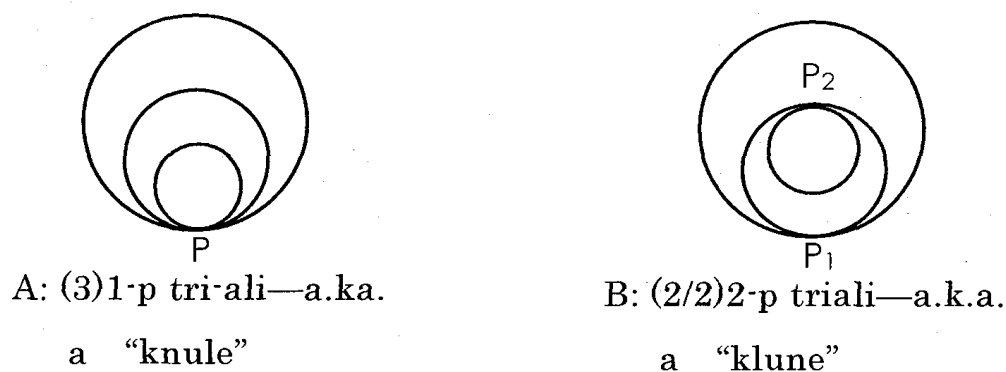 P
A: (3)1-p tri-ali—a.ka.
a "knule"
P2
P1
B: (2/2)2-p triali—a.k.a.
a "klune"